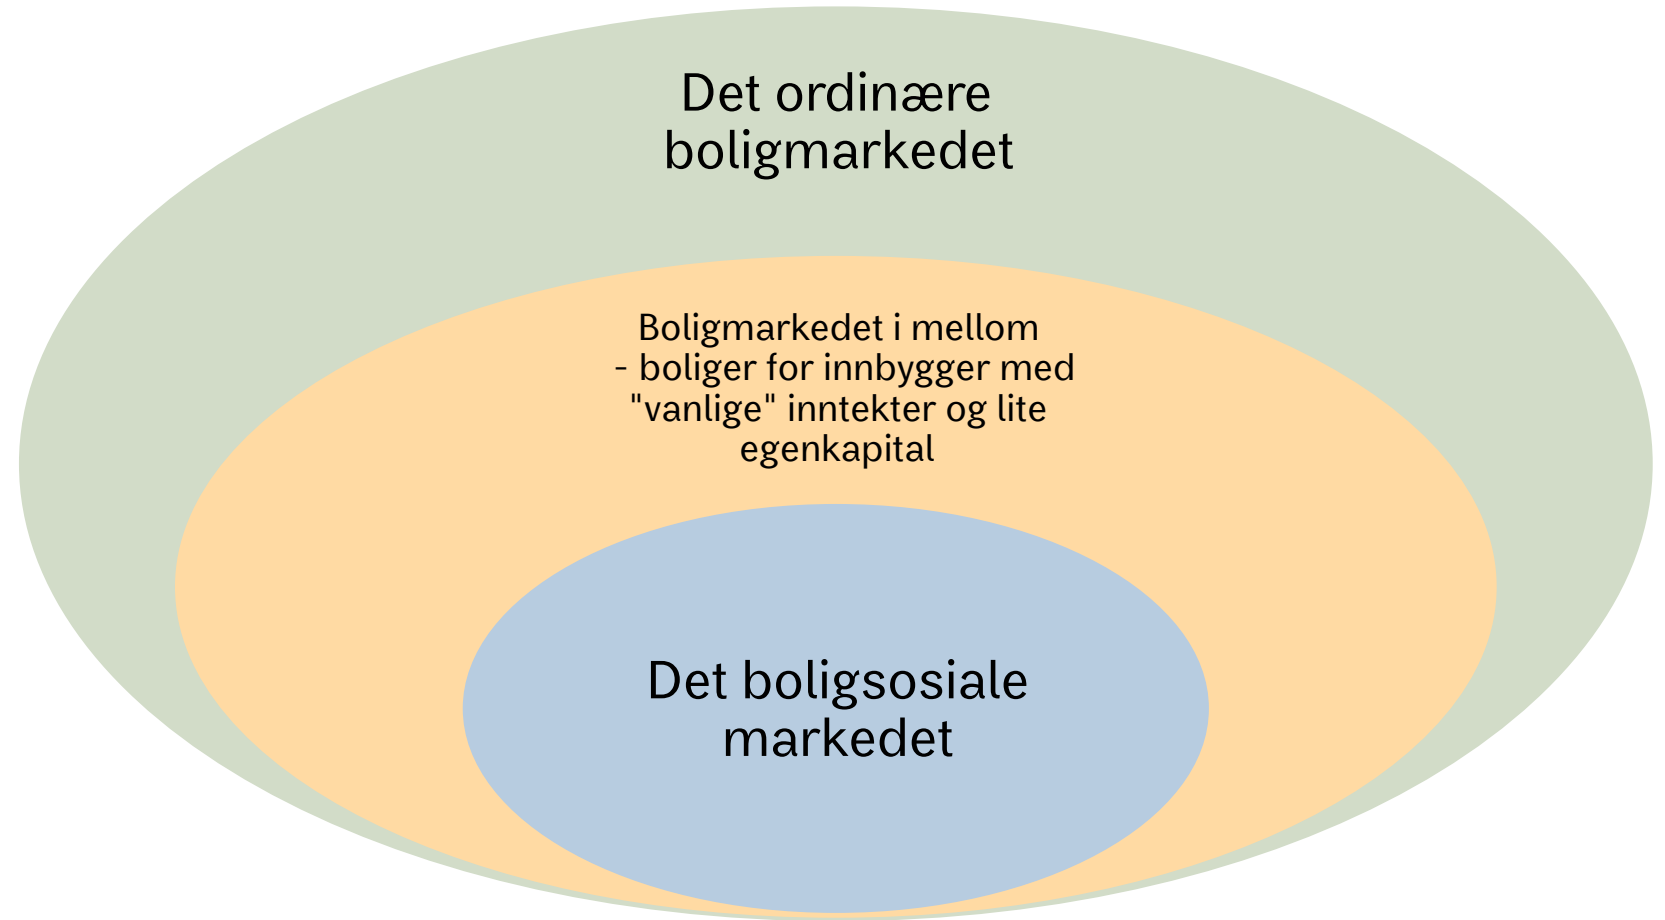 Det ordinære
boligmarkedet
Boligmarkedet i mellom
- boliger for innbygger med
"vanlige" inntekter og lite
egenkapital
Det boligsosiale
markedet